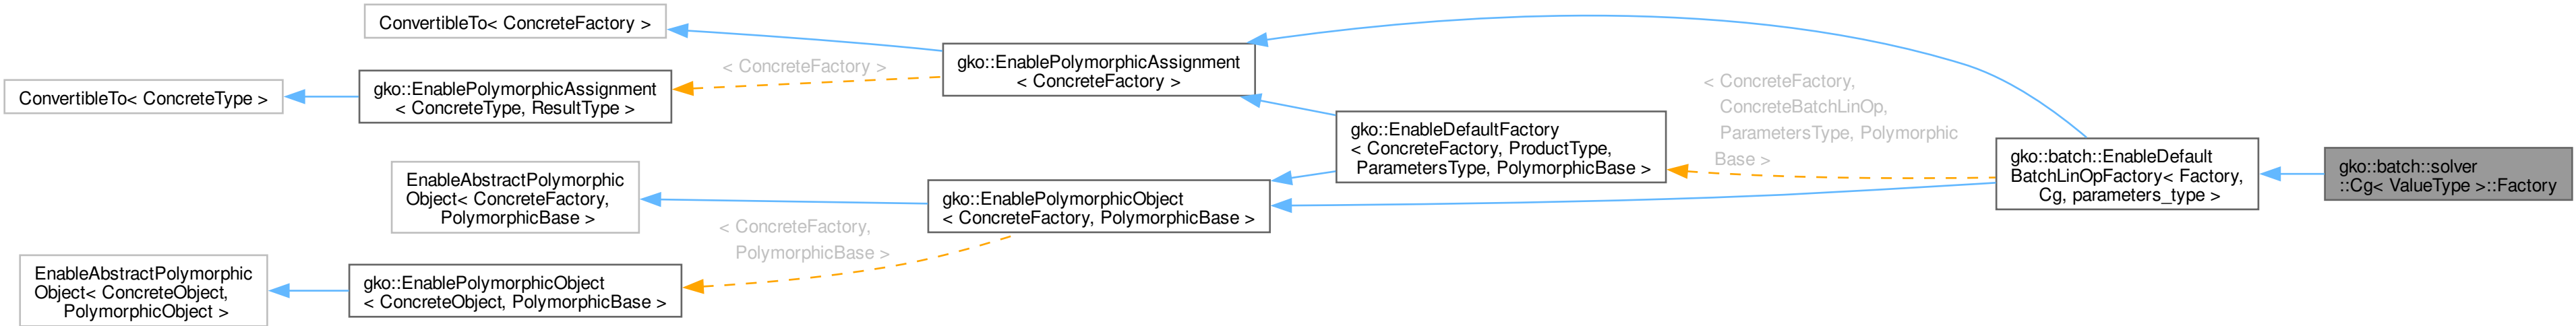 ConvertibleTo< ConcreteFactory >
ConvertibleTo< ConcreteType >
gko::EnablePolymorphicAssignment
< ConcreteType, ResultType >
< ConcreteFactory >
gko::EnablePolymorphicAssignment
< ConcreteFactory >
EnableAbstractPolymorphic
Object< ConcreteFactory,
PolymorphicBase >
EnableAbstractPolymorphic
Object< ConcreteObject,
PolymorphicObject >
gko::EnablePolymorphicObject
< ConcreteObject, PolymorphicBase >
< ConcreteFactory,
PolymorphicBase >
gko::EnablePolymorphicObject
< ConcreteFactory, PolymorphicBase >
gko::EnableDefaultFactory
< ConcreteFactory, ProductType,
ParametersType, PolymorphicBase >
< ConcreteFactory,
ConcreteBatchLinOp,
ParametersType, Polymorphic
Base >
gko::batch::EnableDefault
BatchLinOpFactory< Factory,
Cg, parameters_type >
gko::batch::solver
::Cg< ValueType >::Factory